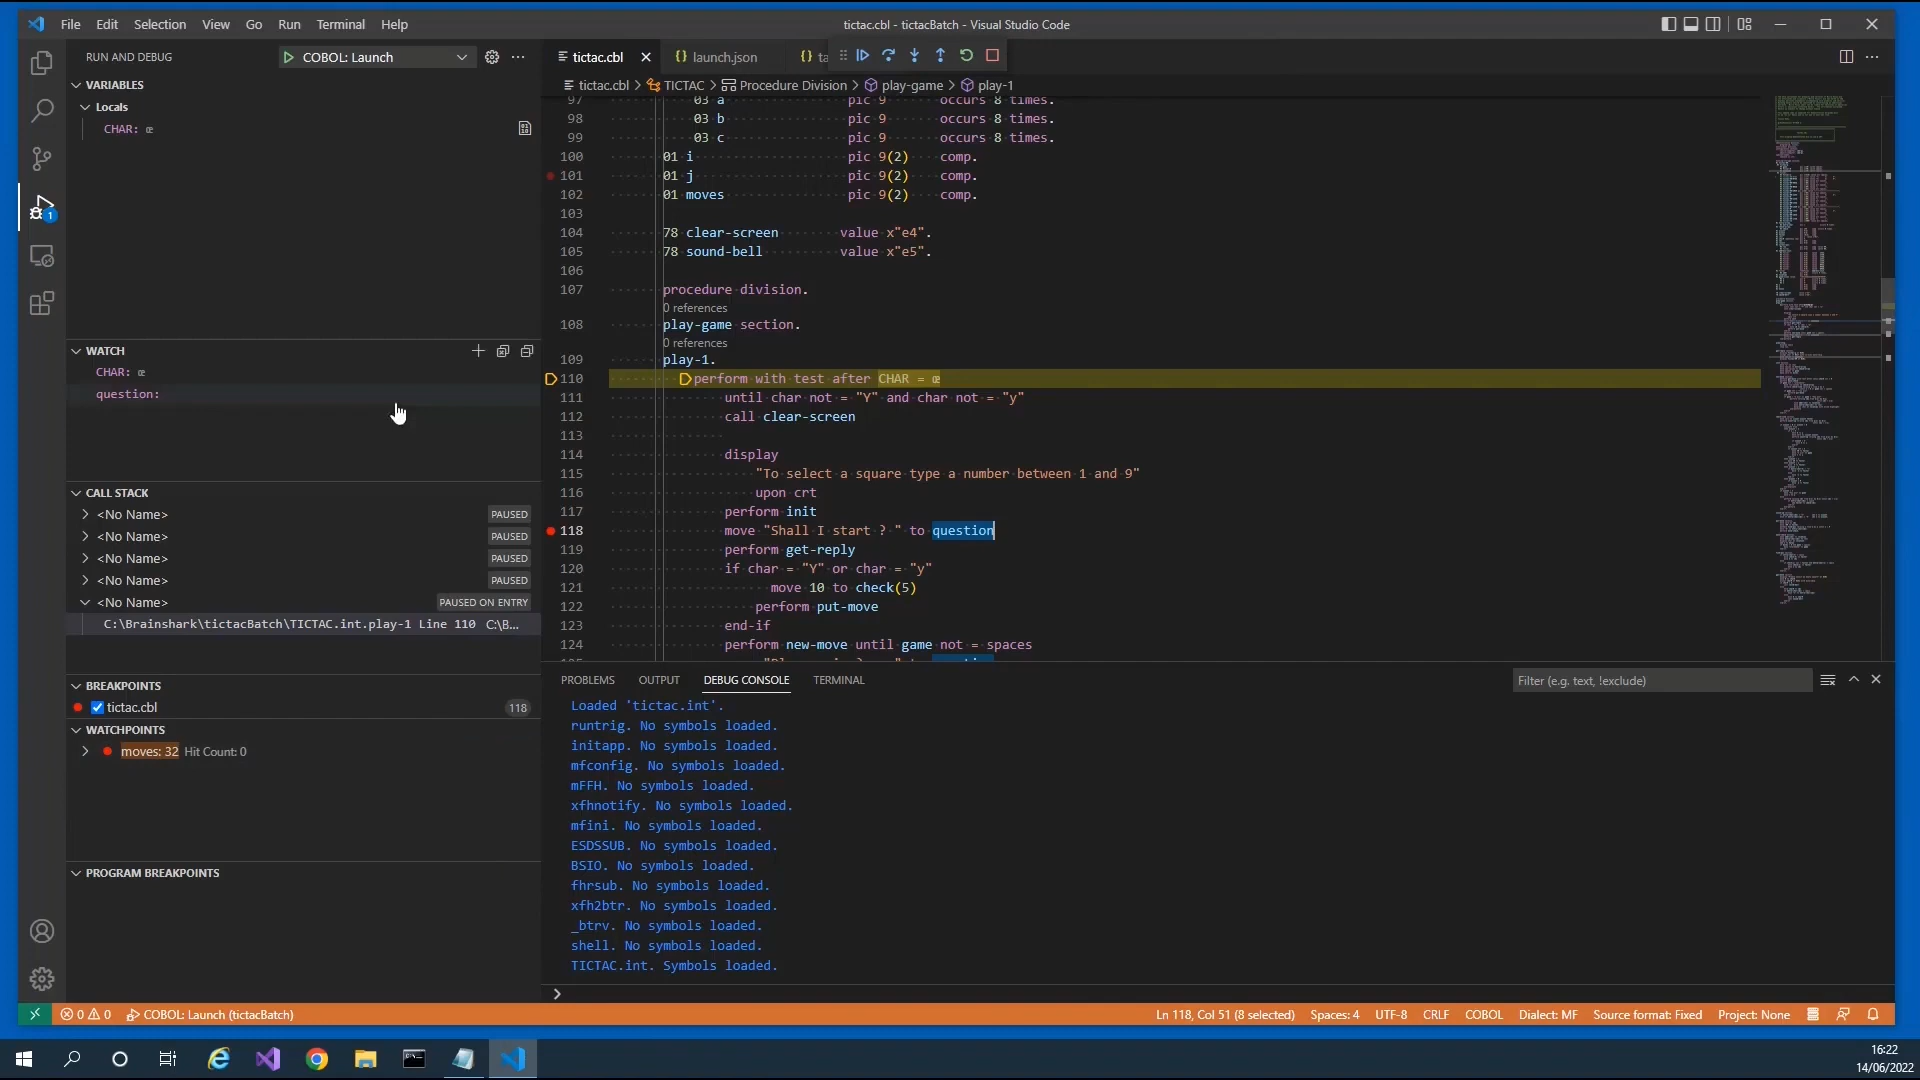 File Edit Selection View Go Run Terminal Help
tictac.cbl - tictacBatch - Visual Studio Code
RUN AND DEBUG
COBOL: Launch
VARIABLES
Locals
CHAR: œ
WATCH
CHAR: œ
question:
CALL STACK
<No Name> PAUSED
<No Name> PAUSED
<No Name> PAUSED
<No Name> PAUSED
<No Name> PAUSED ON ENTRY
C:\Brainshark\tictacBatch\TICTAC.int.play-1 Line 110 C:\B...
BREAKPOINTS
tictac.cbl 118
WATCHPOINTS
moves: 32 Hit Count: 0
PROGRAM BREAKPOINTS
1
tictac.cbl
launch.json
ta
tictac.cbl > TICTAC > Procedure Division > play-game > play-1
97 03 a pic 9 occurs 8 times.
98 03 b pic 9 occurs 8 times.
99 03 c pic 9 occurs 8 times.
100 01 i pic 9(2) comp.
101 01 j pic 9(2) comp.
102 01 moves pic 9(2) comp.
103
104 78 clear-screen value x"e4".
105 78 sound-bell value x"e5".
106
107 procedure division.
0 references
108 play-game section.
0 references
109 play-1.
110 perform with test after CHAR = œ
111 until char not = "Y" and char not = "y"
112 call clear-screen
113
114 display
115 "To select a square type a number between 1 and 9"
116 upon crt
117 perform init
118 move "Shall I start ? " to question
119 perform get-reply
120 if char = "Y" or char = "y"
121 move 10 to check(5)
122 perform put-move
123 end-if
124 perform new-move until game not = spaces
PROBLEMS OUTPUT DEBUG CONSOLE TERMINAL
Filter (e.g. text, !exclude)
Loaded 'tictac.int'.
runtrig. No symbols loaded.
initapp. No symbols loaded.
mfconfig. No symbols loaded.
mFFH. No symbols loaded.
xfhnotify. No symbols loaded.
mfini. No symbols loaded.
ESDSSUB. No symbols loaded.
BSIO. No symbols loaded.
fhrsub. No symbols loaded.
xfh2btr. No symbols loaded.
_btrv. No symbols loaded.
shell. No symbols loaded.
TICTAC.int. Symbols loaded.
0 0 COBOL: Launch (tictacBatch)
Ln 118, Col 51 (8 selected) Spaces: 4 UTF-8 CRLF COBOL Dialect: MF Source format: Fixed Project: None
16:22
14/06/2022